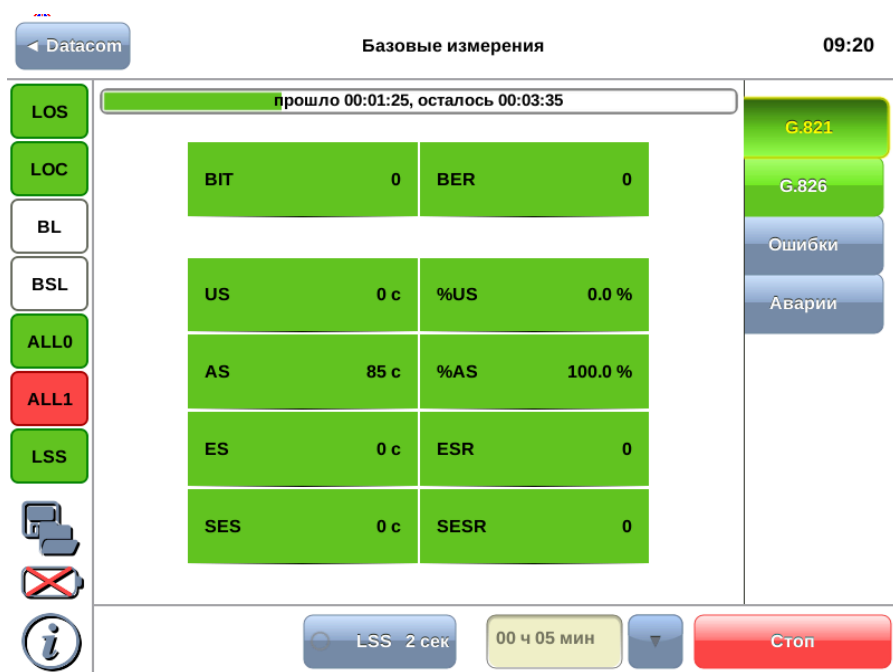 ◄ Datacom
Базовые измерения
09:20
LOS
LOC
BL
BSL
ALL0
ALL1
LSS
прошло 00:01:25, осталось 00:03:35
BIT 0 BER 0
US 0 с %US 0.0 %
AS 85 с %AS 100.0 %
ES 0 с ESR 0
SES 0 с SESR 0
G.821
G.826
Ошибки
Аварии
i
LSS 2 сек
00 ч 05 мин
▼
Стоп